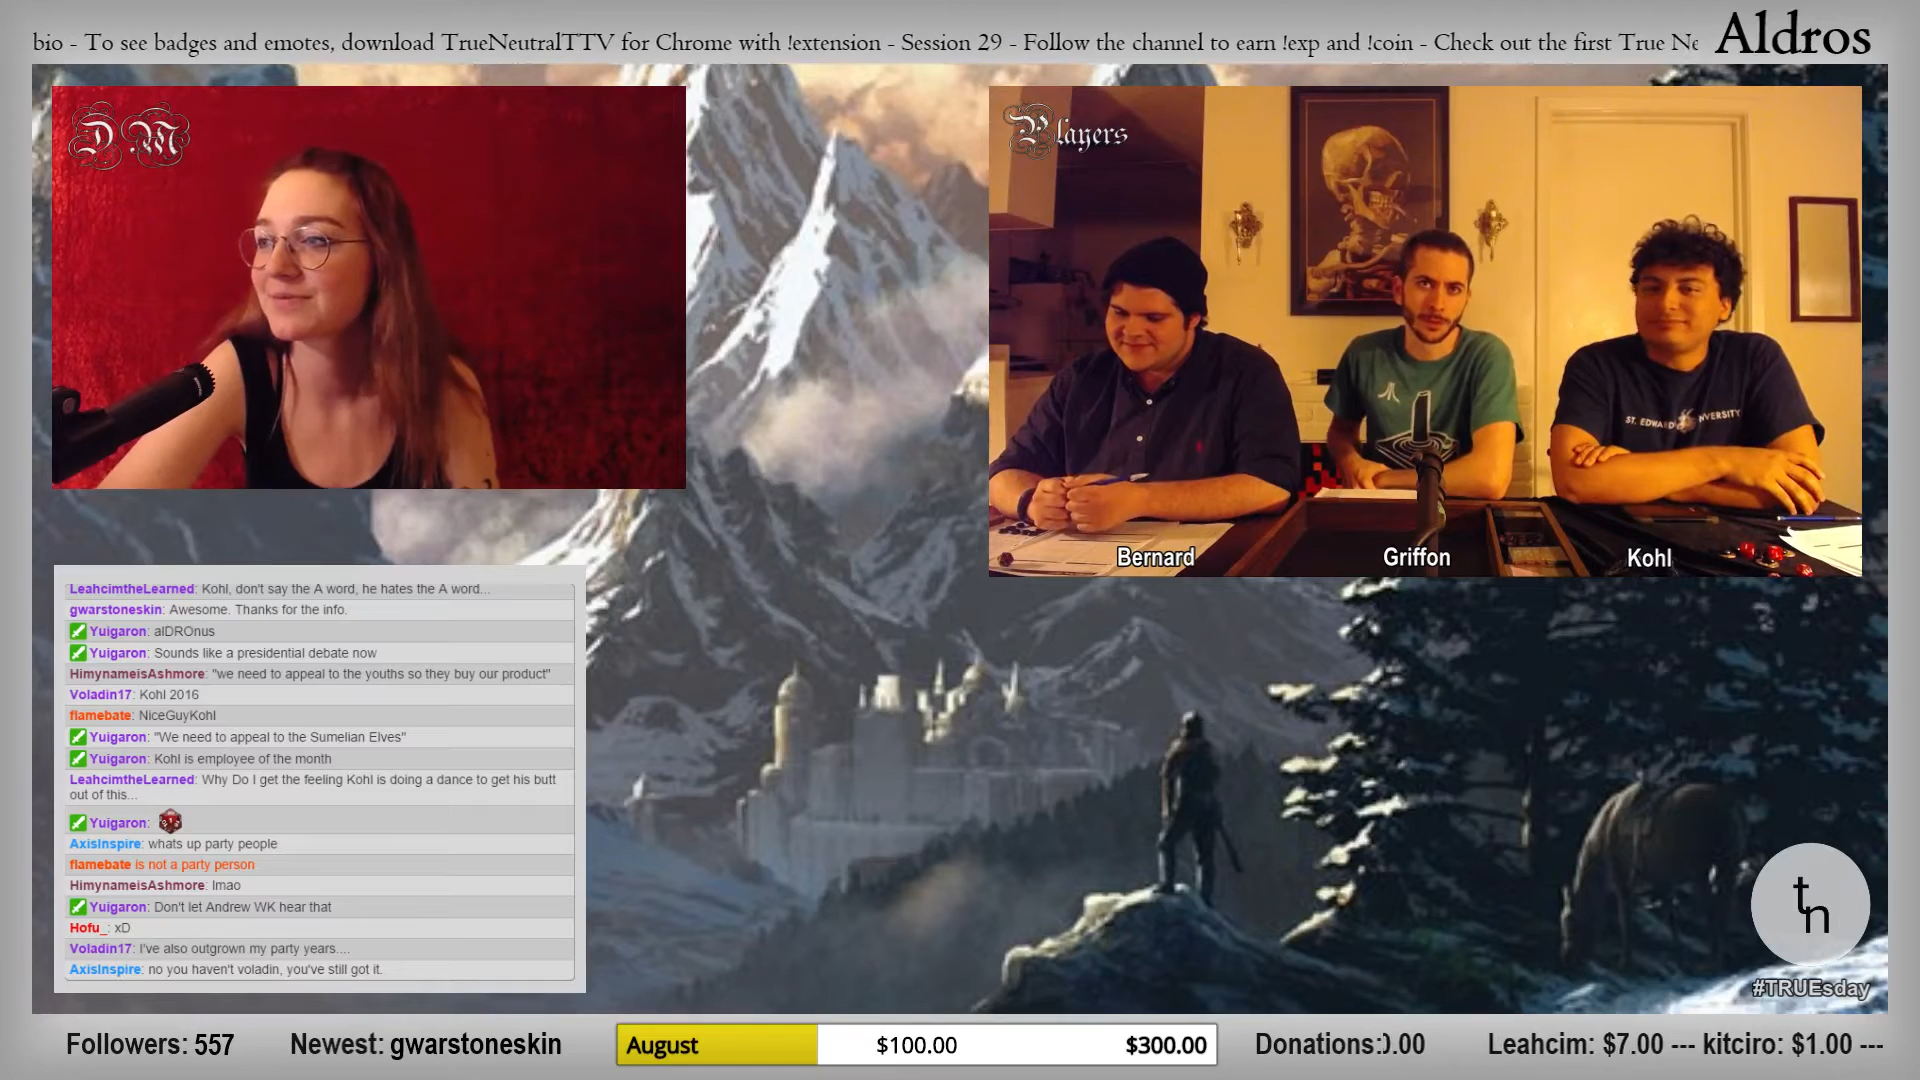 bio - To see badges and emotes, download TrueNeutralTTV for Chrome with !extension - Session 29 - Follow the channel to earn !exp and !coin - Check out the first True Ne
Aldros
DM
Players
ST. EDWARD'S UNIVERSITY
Bernard
Griffon
Kohl
LeahcimtheLearned: Kohl, don't say the A word, he hates the A word...
gwarstoneskin: Awesome. Thanks for the info.
Yuigaron: alDROnus
Yuigaron: Sounds like a presidential debate now
HimynameisAshmore: "we need to appeal to the youths so they buy our product"
Voladin17: Kohl 2016
flamebate: NiceGuyKohl
Yuigaron: "We need to appeal to the Sumelian Elves"
Yuigaron: Kohl is employee of the month
LeahcimtheLearned: Why Do I get the feeling Kohl is doing a dance to get his butt
out of this...
Yuigaron:
AxisInspire: whats up party people
flamebate is not a party person
HimynameisAshmore: lmao
Yuigaron: Don't let Andrew WK hear that
Hofu_: xD
Voladin17: I've also outgrown my party years....
AxisInspire: no you haven't voladin, you've still got it.
tn
#TRUEsday
Followers: 557
Newest: gwarstoneskin
August $100.00 $300.00
Donations: 0.00
Leahcim: $7.00 --- kitciro: $1.00 ---